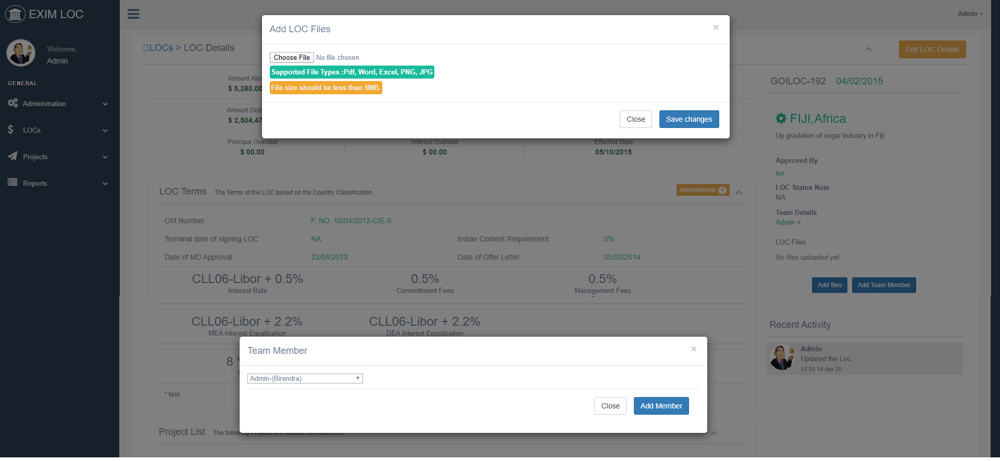 EXIM LOC
Welcome,
Admin
GENERAL
Administration
LOCs
Projects
Reports
Admin
LOCs > LOC Details
Edit LOC Details
Add LOC Files
×
Choose File No file chosen
Supported File Types :Pdf, Word, Excel, PNG, JPG
File size should be less than 5MB.
Close
Save changes
Amount Allo
$ 5,380,00
Amount Disb
$ 2,504,47
Principal Overdue
$ 00.00
Interest Overdue
$ 00.00
Effective Date
05/10/2015
LOC Terms The Terms of the LOC based on the Country Classification.
Amendments 1
OM Number F. NO. 10/04/2012-CIE-II
Terminal date of signing LOC NA Indian Content Requirement 0%
Date of MD Approval 23/04/2013 Date of Offer Letter 05/03/2014
CLL06-Libor + 0.5%
Interest Rate
0.5%
Committment Fees
0.5%
Management Fees
CLL06-Libor + 2.2%
MEA Interest Equalization
CLL06-Libor + 2.2%
DEA Interest Equalization
8
* test
Team Member
×
Admin-(Birendra)
Close
Add Member
Project List The following Projects are funded from this LOC
GOILOC-192 04/02/2015
FIJI,Africa
Up gradation of sugar industry in Fiji
Approved By
NA
LOC Status Note
NA
Team Details
Admin ×
LOC Files
No files uploaded yet.
Add files
Add Team Member
Recent Activity
Admin
Updated the Loc.
12:05 14 Apr 20